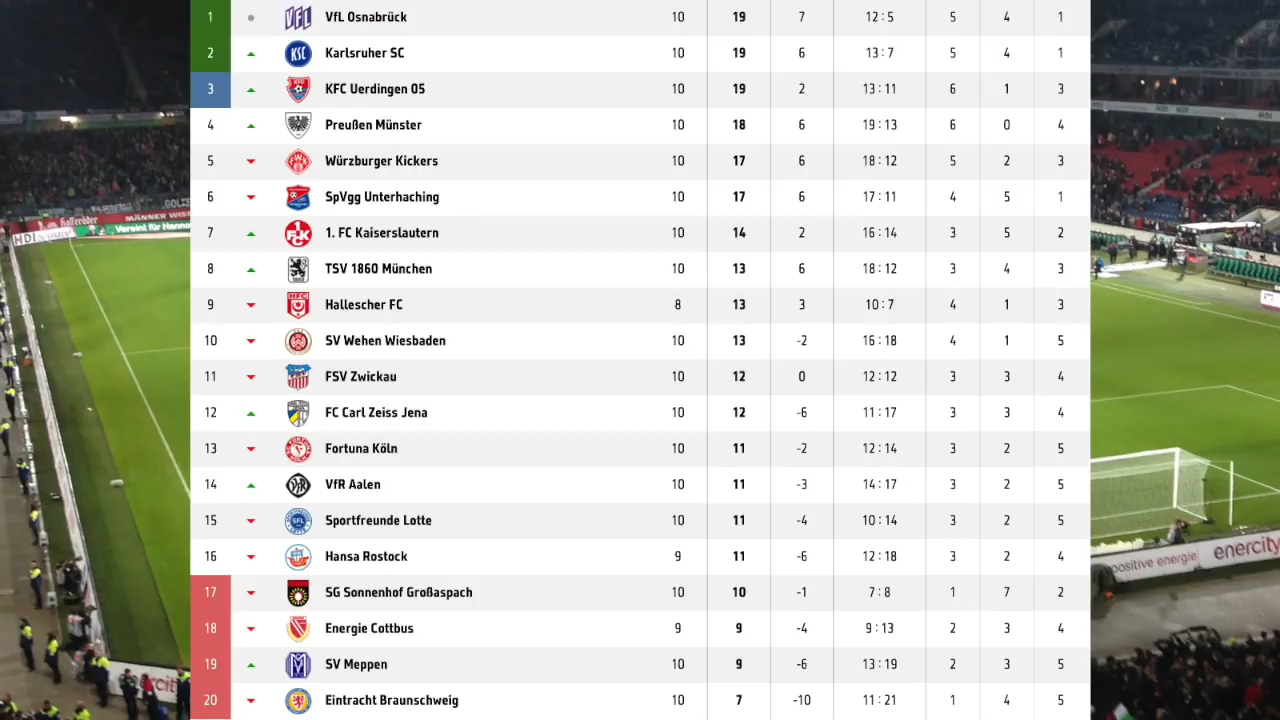 1 VfL Osnabrück 10 19 7 12:5 5 4 1
2 Karlsruher SC 10 19 6 13:7 5 4 1
3 KFC Uerdingen 05 10 19 2 13:11 6 1 3
4 Preußen Münster 10 18 6 19:13 6 0 4
5 Würzburger Kickers 10 17 6 18:12 5 2 3
6 SpVgg Unterhaching 10 17 6 17:11 4 5 1
7 1. FC Kaiserslautern 10 14 2 16:14 3 5 2
8 TSV 1860 München 10 13 6 18:12 3 4 3
9 Hallescher FC 8 13 3 10:7 4 1 3
10 SV Wehen Wiesbaden 10 13 -2 16:18 4 1 5
11 FSV Zwickau 10 12 0 12:12 3 3 4
12 FC Carl Zeiss Jena 10 12 -6 11:17 3 3 4
13 Fortuna Köln 10 11 -2 12:14 3 2 5
14 VfR Aalen 10 11 -3 14:17 3 2 5
15 Sportfreunde Lotte 10 11 -4 10:14 3 2 5
16 Hansa Rostock 9 11 -6 12:18 3 2 4
17 SG Sonnenhof Großaspach 10 10 -1 7:8 1 7 2
18 Energie Cottbus 9 9 -4 9:13 2 3 4
19 SV Meppen 10 9 -6 13:19 2 3 5
20 Eintracht Braunschweig 10 7 -10 11:21 1 4 5
Hasseröder MÄNNER WIS
HDI Vereint für Hanno
positive energie enercity